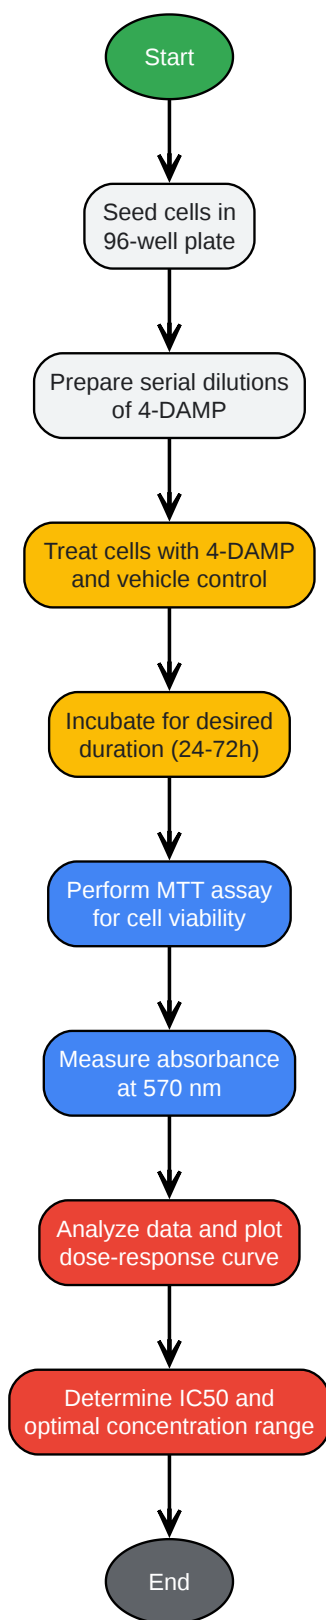 Start
Seed cells in
96-well plate
Prepare serial dilutions
of 4-DAMP
Treat cells with 4-DAMP
and vehicle control
Incubate for desired
duration (24-72h)
Perform MTT assay
for cell viability
Measure absorbance
at 570 nm
Analyze data and plot
dose-response curve
Determine IC50 and
optimal concentration range
End